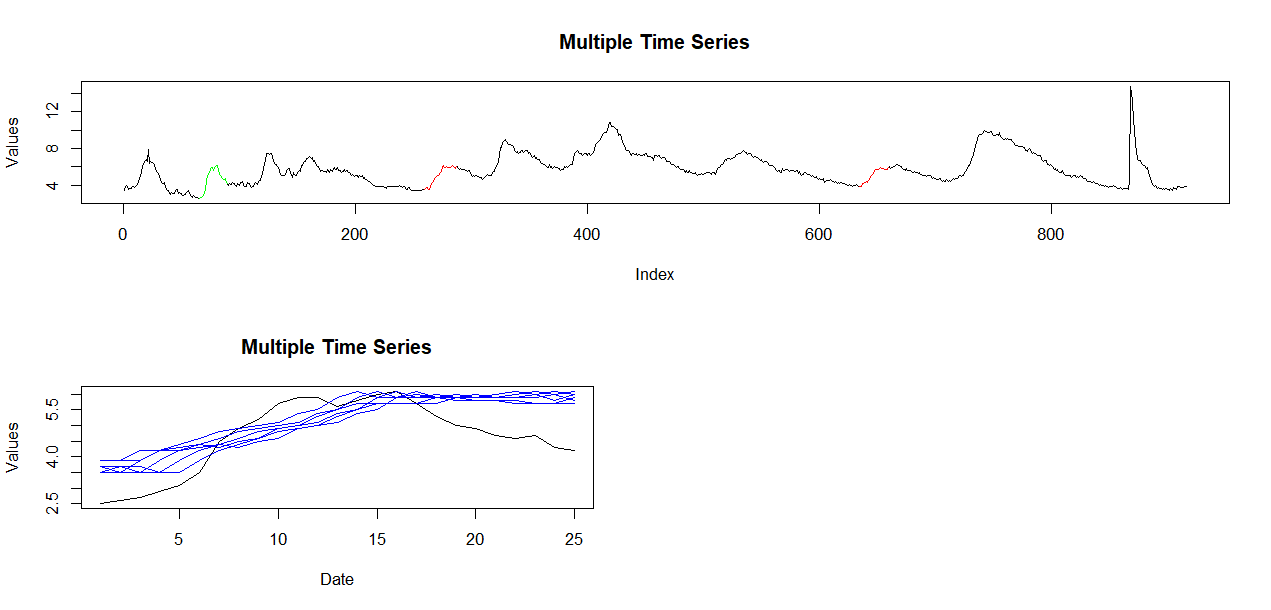 Multiple Time Series
Values
12
8
4
0 200 400 600 800
Index
Multiple Time Series
Values
5.5
4.0
2.5
5 10 15 20 25
Date